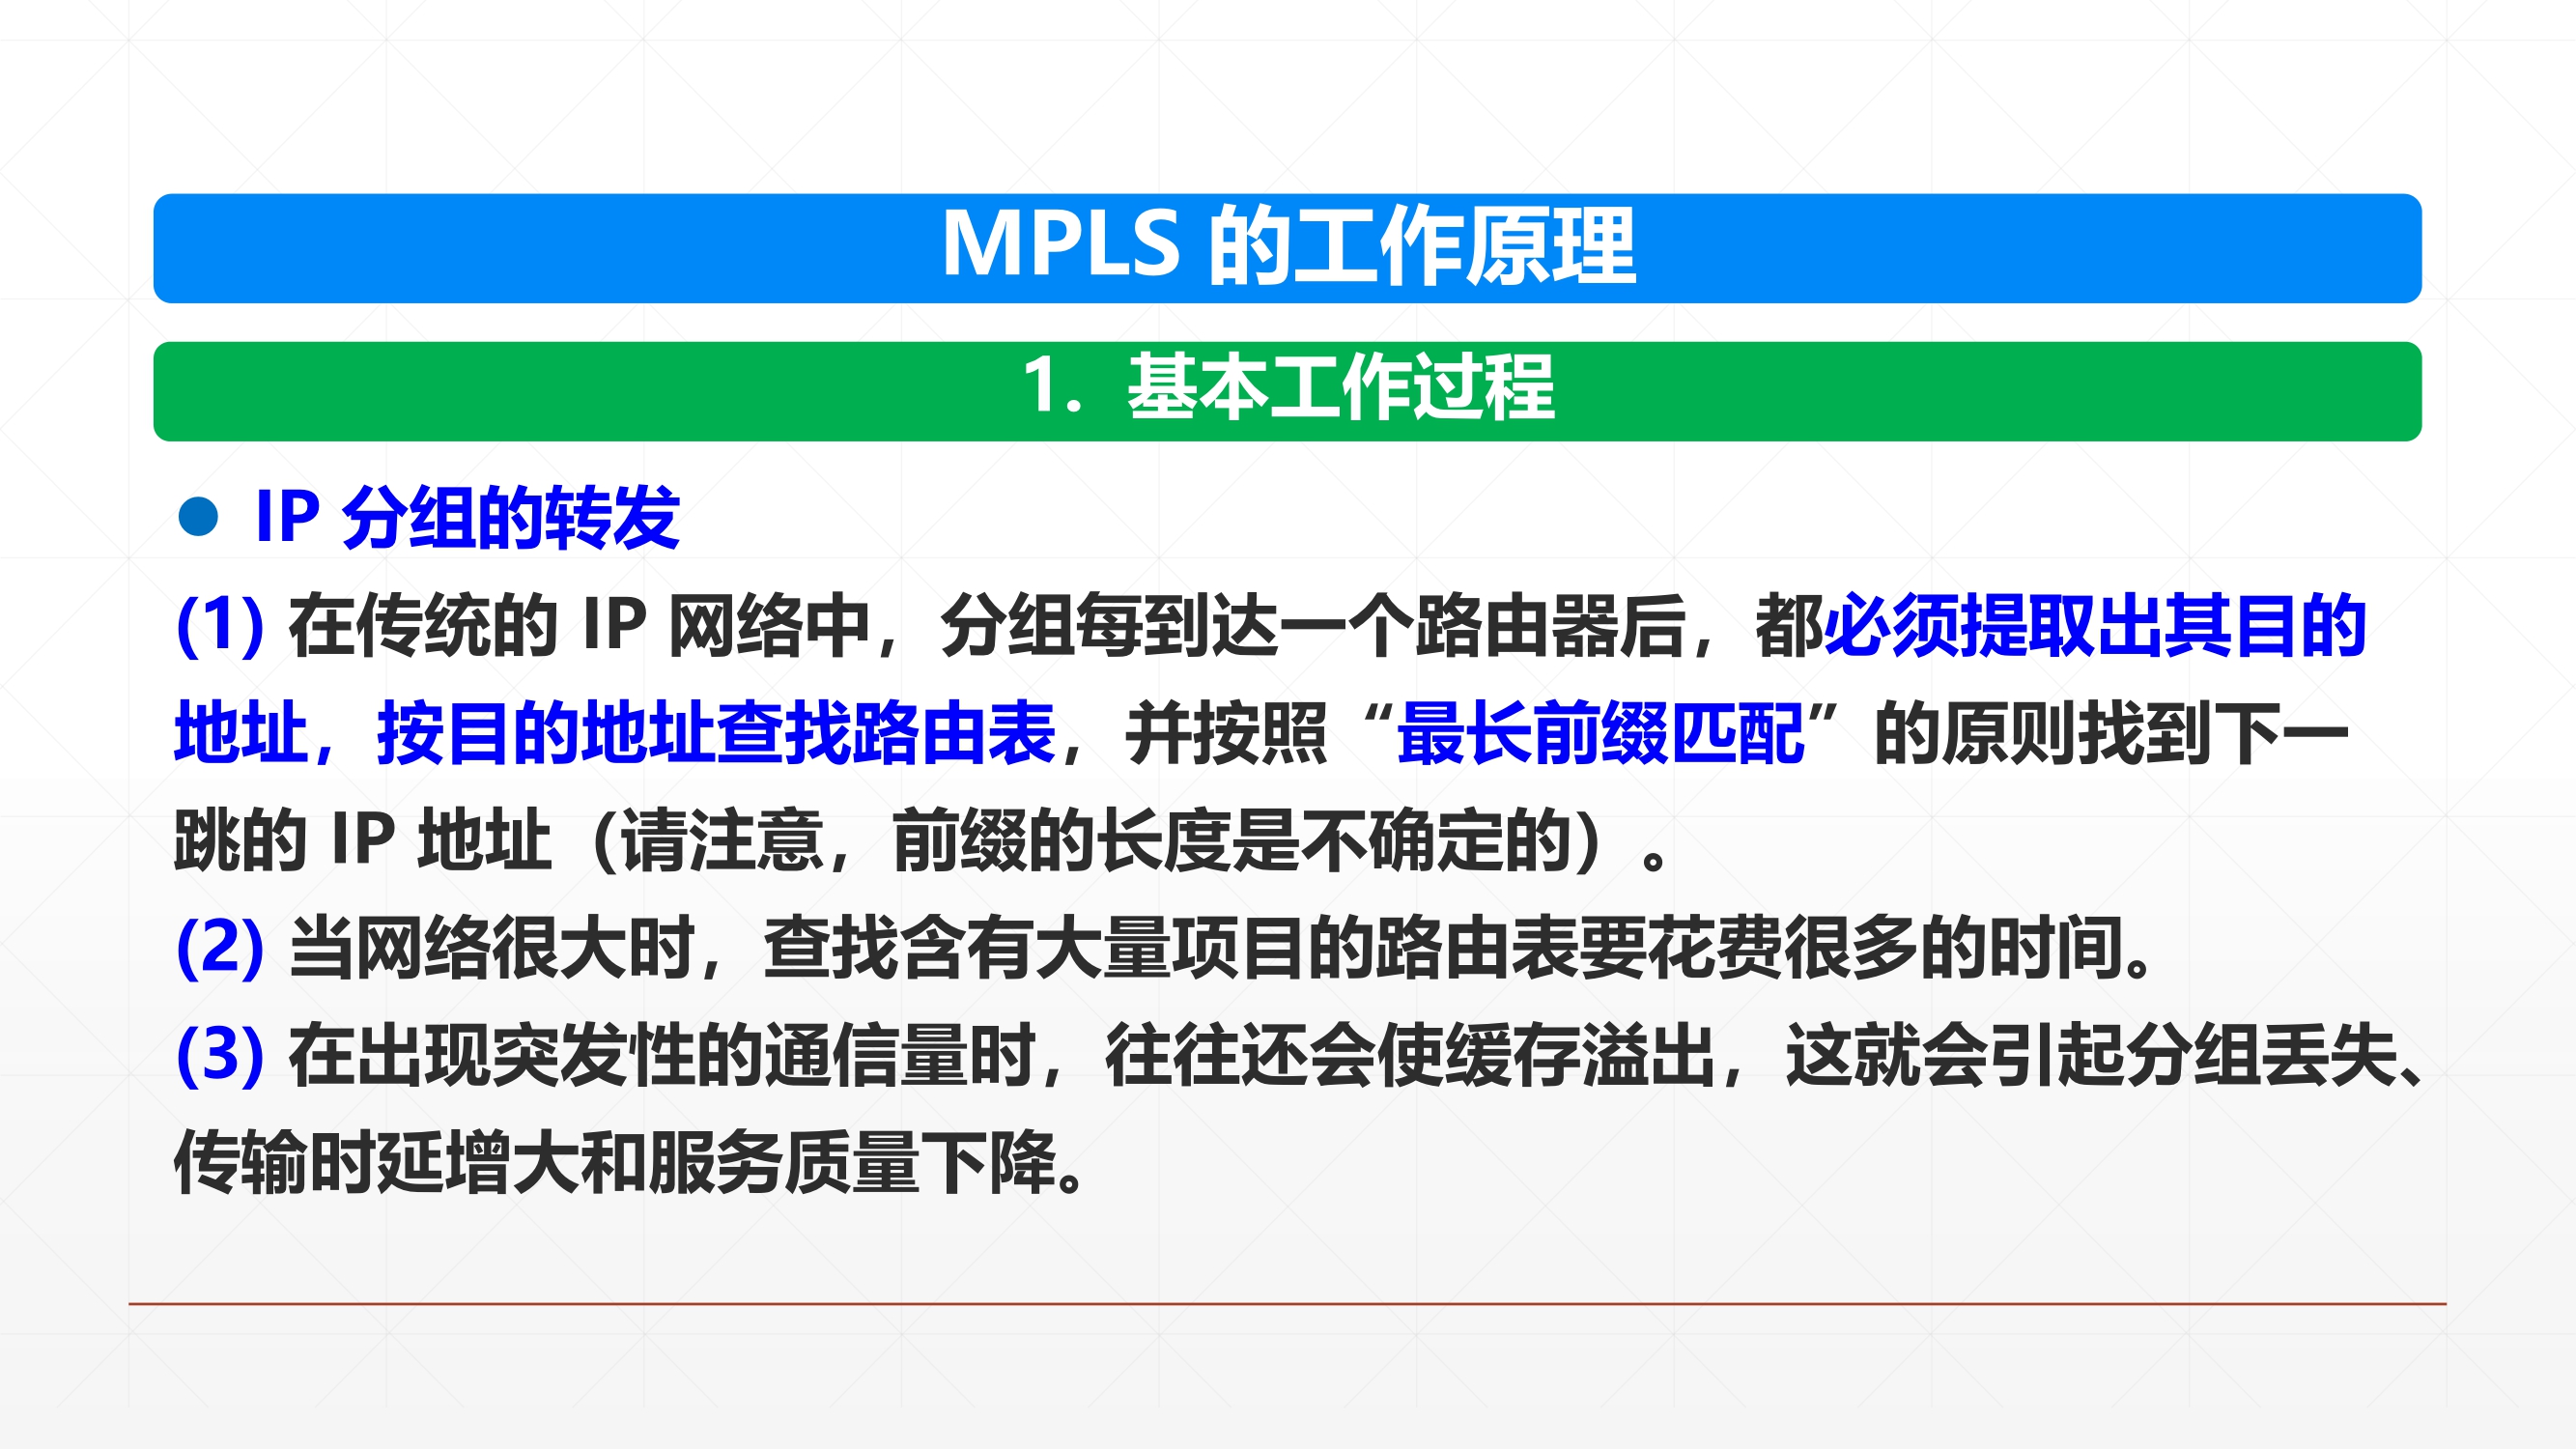 MPLS 的工作原理
1. 基本工作过程
● IP 分组的转发
(1) 在传统的 IP 网络中，分组每到达一个路由器后，都必须提取出其目的
地址，按目的地址查找路由表，并按照“最长前缀匹配”的原则找到下一
跳的 IP 地址（请注意，前缀的长度是不确定的）。
(2) 当网络很大时，查找含有大量项目的路由表要花费很多的时间。
(3) 在出现突发性的通信量时，往往还会使缓存溢出，这就会引起分组丢失、
传输时延增大和服务质量下降。